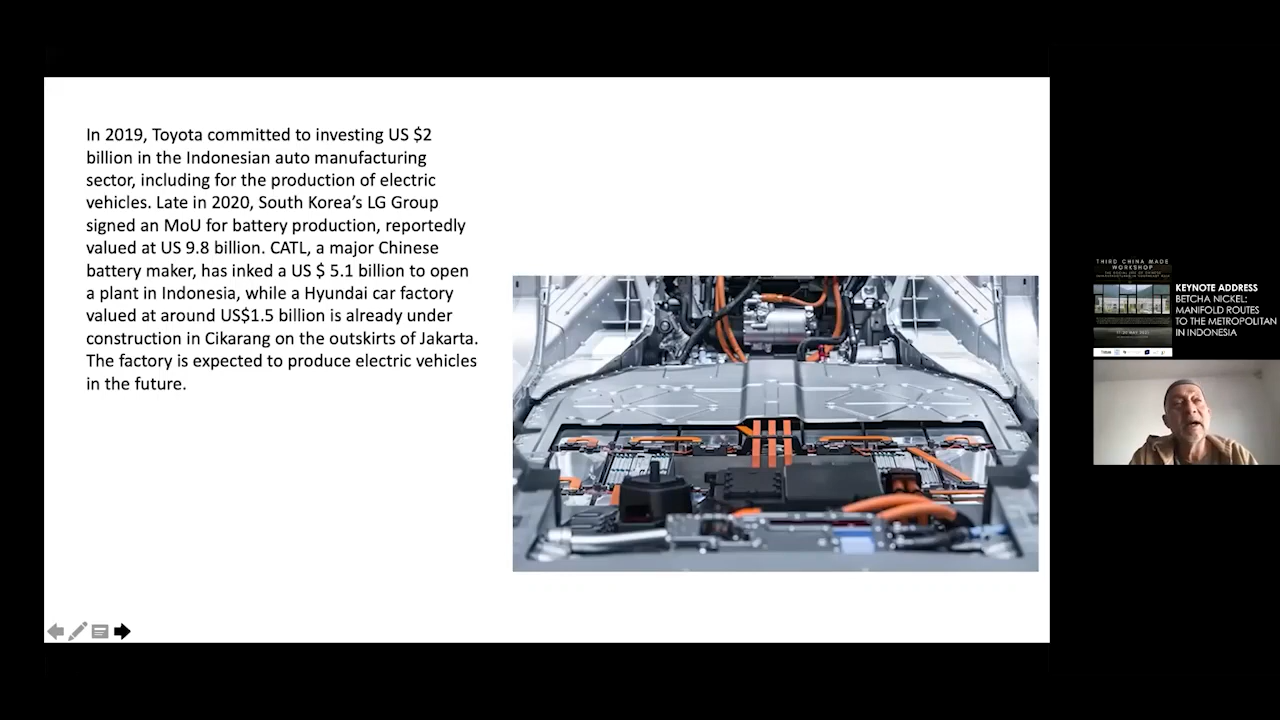 In 2019, Toyota committed to investing US $2
billion in the Indonesian auto manufacturing
sector, including for the production of electric
vehicles. Late in 2020, South Korea’s LG Group
signed an MoU for battery production, reportedly
valued at US 9.8 billion. CATL, a major Chinese
battery maker, has inked a US $ 5.1 billion to open
a plant in Indonesia, while a Hyundai car factory
valued at around US$1.5 billion is already under
construction in Cikarang on the outskirts of Jakarta.
The factory is expected to produce electric vehicles
in the future.
THIRD CHINA MADE
WORKSHOP
KEYNOTE ADDRESS
BETCHA NICKEL:
MANIFOLD ROUTES
TO THE METROPOLITAN
IN INDONESIA